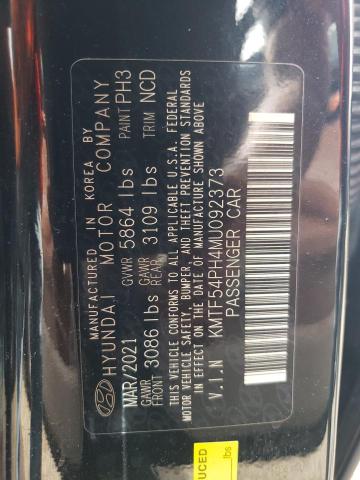 MANUFACTURED IN KOREA BY
HYUNDAI MOTOR COMPANY
MAR/2021 GVWR 5864 lbs PAINT PH3
GAWR FRONT 3086 lbs GAWR REAR 3109 lbs TRIM NCD
THIS VEHICLE CONFORMS TO ALL APPLICABLE U.S.A. FEDERAL
MOTOR VEHICLE SAFETY, BUMPER, AND THEFT PREVENTION STANDARDS
IN EFFECT ON THE DATE OF MANUFACTURE SHOWN ABOVE
V.I.N KMTF54PH4MU092373
PASSENGER CAR
UCED
lbs